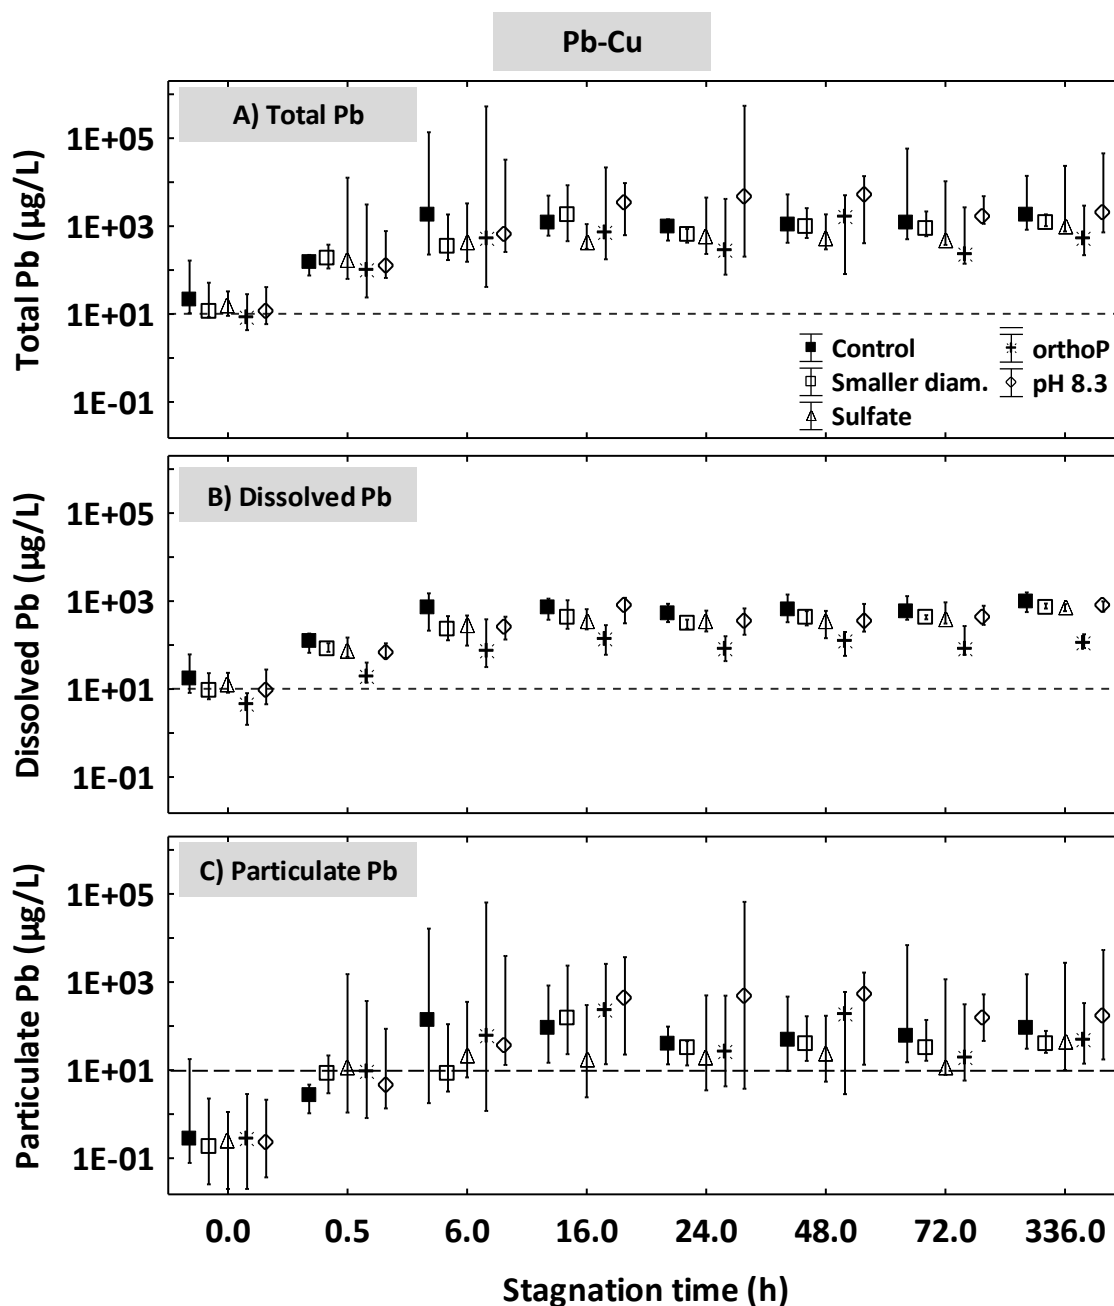 Pb-Cu
A) Total Pb
Total Pb (µg/L)
1E+05
1E+03
1E+01
1E-01
Control
Smaller diam.
Sulfate
orthoP
pH 8.3
B) Dissolved Pb
Dissolved Pb (µg/L)
1E+05
1E+03
1E+01
1E-01
C) Particulate Pb
Particulate Pb (µg/L)
1E+05
1E+03
1E+01
1E-01
0.0 0.5 6.0 16.0 24.0 48.0 72.0 336.0
Stagnation time (h)